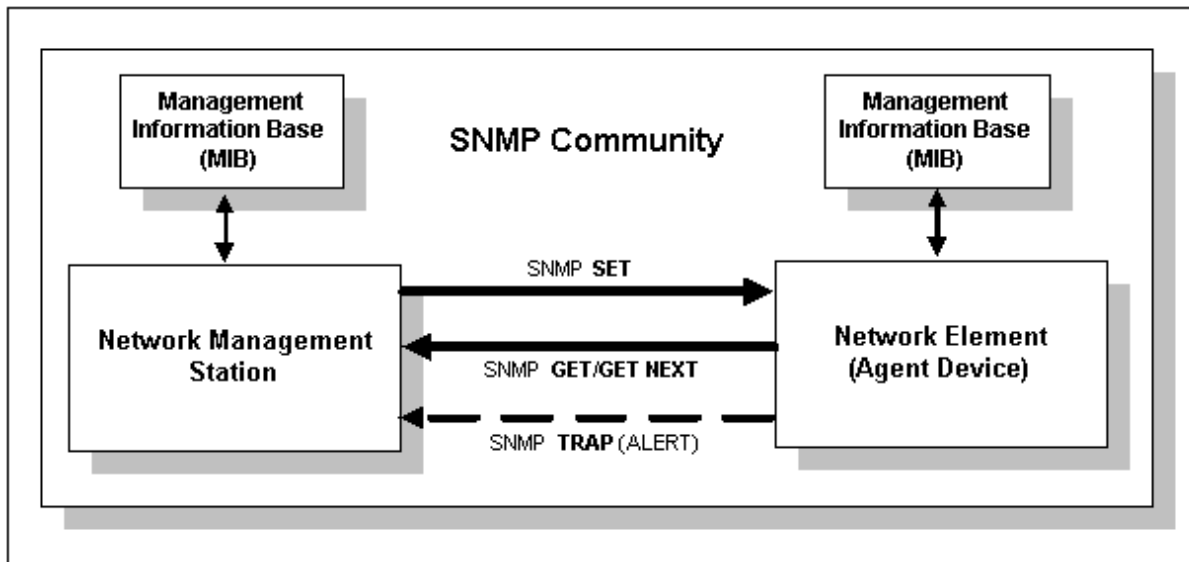 Management
Information Base
(MIB)
SNMP Community
Management
Information Base
(MIB)
SNMP SET
Network Management
Station
SNMP GET/GET NEXT
Network Element
(Agent Device)
SNMP TRAP (ALERT)